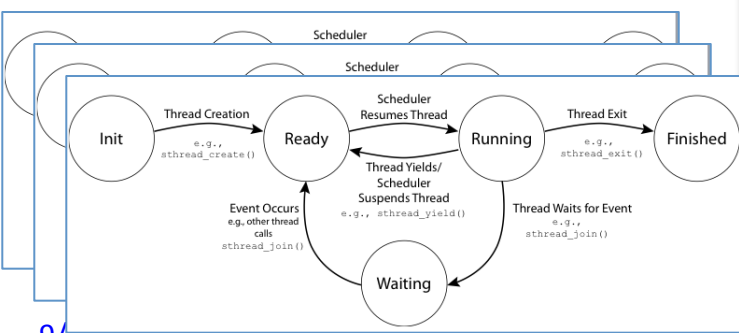 Scheduler
Scheduler
Scheduler
Resumes Thread
Thread Creation
e.g.,
sthread_create()
Thread Exit
e.g.,
sthread_exit()
Init
Ready
Running
Finished
Thread Yields/
Scheduler
Suspends Thread
e.g., sthread_yield()
Event Occurs
e.g., other thread
calls
sthread_join()
Thread Waits for Event
e.g.,
sthread_join()
Waiting